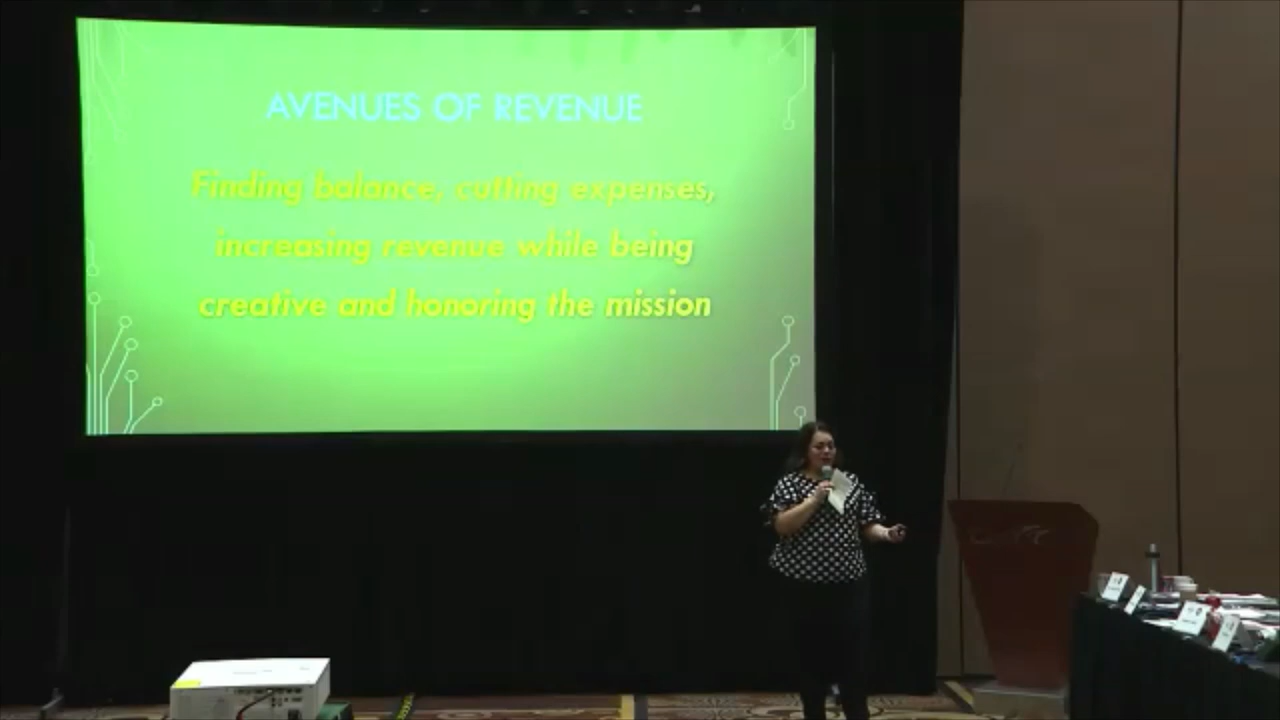 AVENUES OF REVENUE
Finding balance, cutting expenses,
increasing revenue while being
creative and honoring the mission